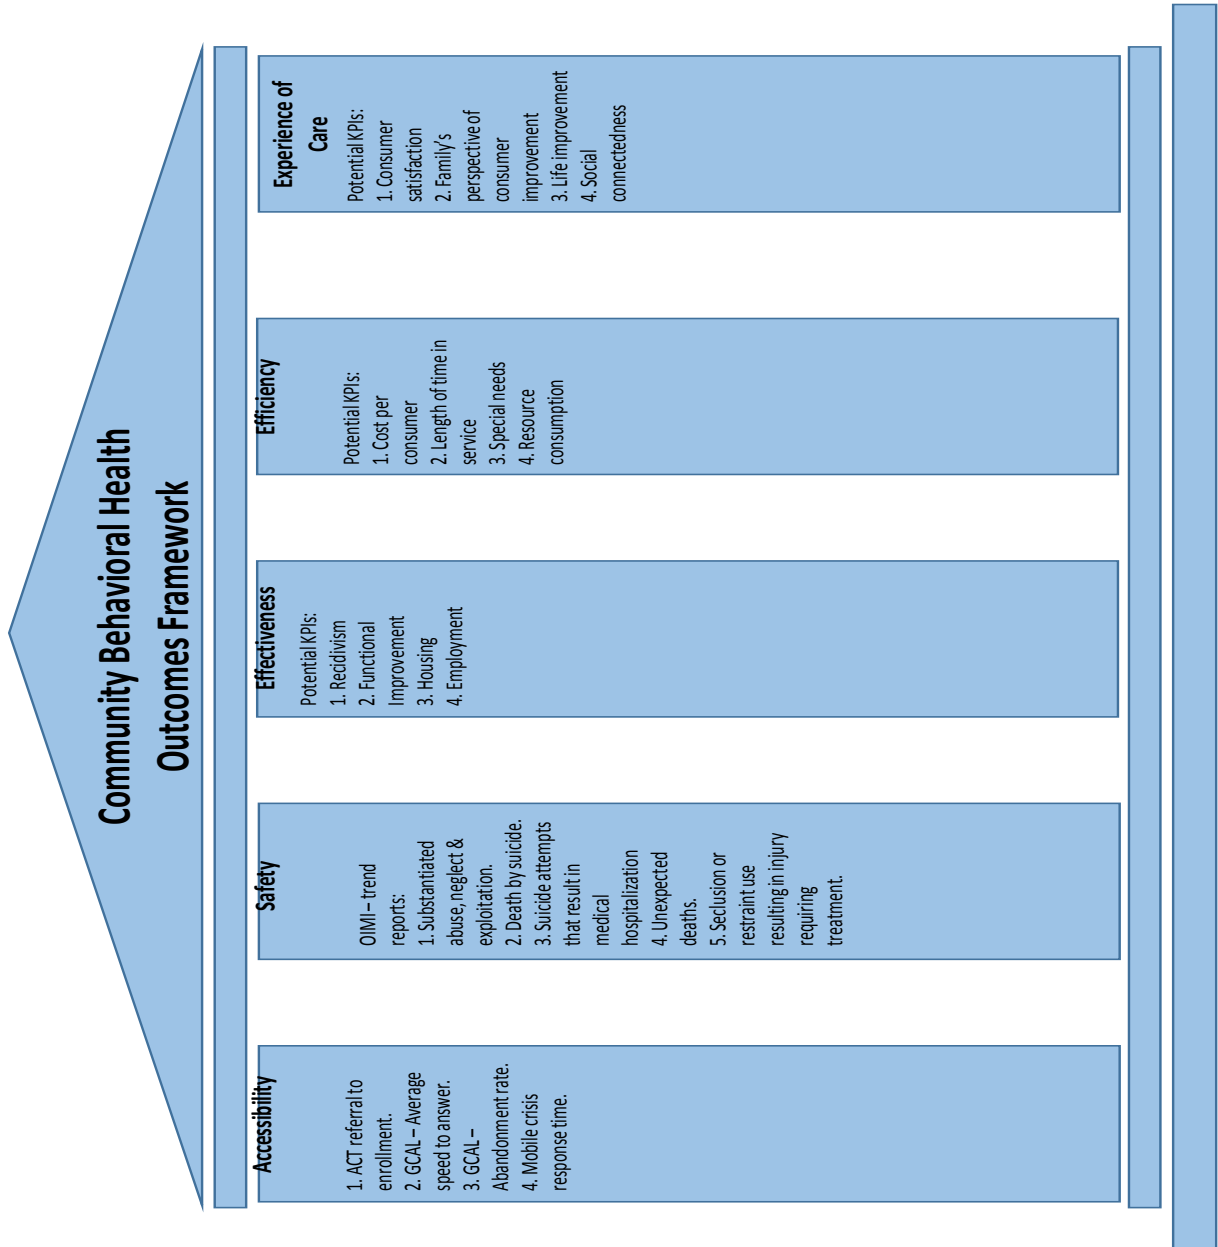 Community Behavioral Health
Outcomes Framework
Accessibility
1. ACT referral to
enrollment.
2. GCAL – Average
speed to answer.
3. GCAL –
Abandonment rate.
4. Mobile crisis
response time.
Safety
OIMI – trend
reports:
1. Substantiated
abuse, neglect &
exploitation.
2. Death by suicide.
3. Suicide attempts
that result in
medical
hospitalization
4. Unexpected
deaths.
5. Seclusion or
restraint use
resulting in injury
requiring
treatment.
Effectiveness
Potential KPIs:
1. Recidivism
2. Functional
Improvement
3. Housing
4. Employment
Efficiency
Potential KPIs:
1. Cost per
consumer
2. Length of time in
service
3. Special needs
4. Resource
consumption
Experience of
Care
Potential KPIs:
1. Consumer
satisfaction
2. Family's
perspective of
consumer
improvement
3. Life improvement
4. Social
connectedness